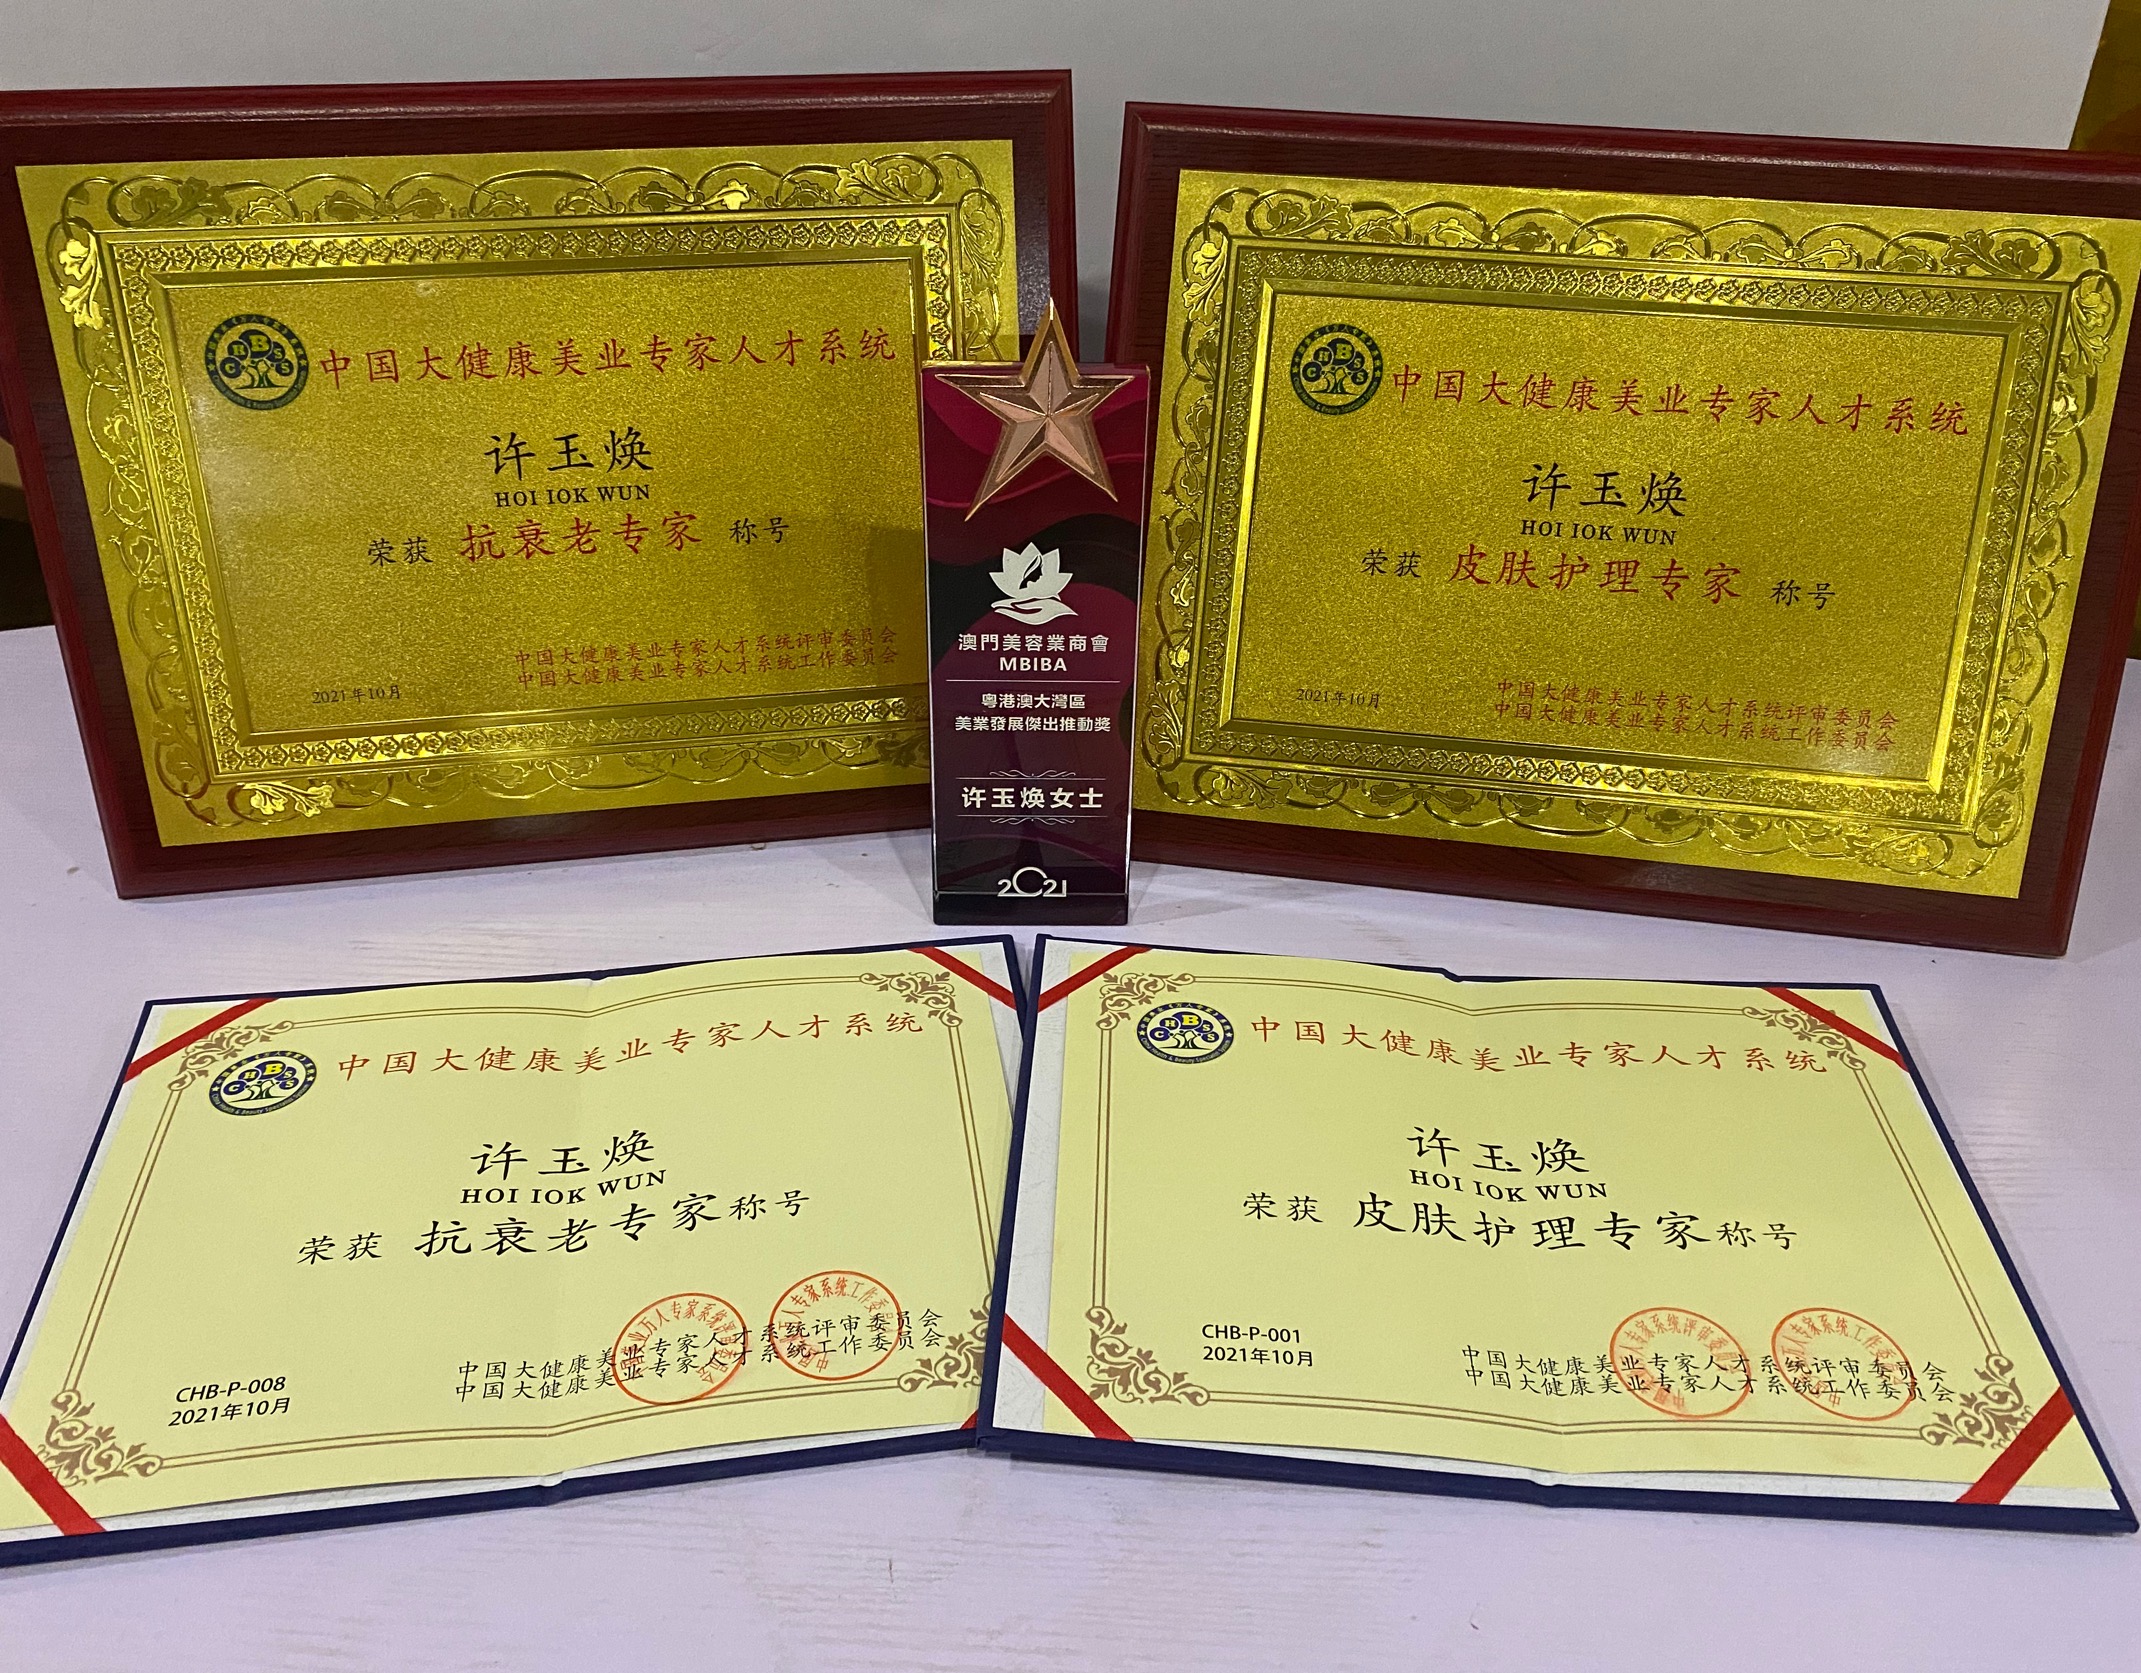 CHBSS
中国大健康美业专家人才系统
许玉焕
HOI IOK WUN
荣获 抗衰老专家 称号
中国大健康美业专家人才系统评审委员会
中国大健康美业专家人才系统工作委员会
2021年10月
澳門美容業商會
MBIBA
粵港澳大灣區
美業發展傑出推動獎
许玉焕女士
2021
CHBSS
中国大健康美业专家人才系统
许玉焕
HOI IOK WUN
荣获 皮肤护理专家 称号
2021年10月
中国大健康美业专家人才系统评审委员会
中国大健康美业专家人才系统工作委员会
CHBSS
China Health & Beauty Specialist
中国大健康美业专家人才系统
许玉焕
HOI IOK WUN
荣获 抗衰老专家称号
中国大健康美业专家人才系统评审委员会
中国大健康美业专家人才系统工作委员会
CHB-P-008
2021年10月
CHBSS
China Health & Beauty Specialist
中国大健康美业专家人才系统
许玉焕
HOI IOK WUN
荣获 皮肤护理专家称号
CHB-P-001
2021年10月
中国大健康美业专家人才系统评审委员会
中国大健康美业专家人才系统工作委员会